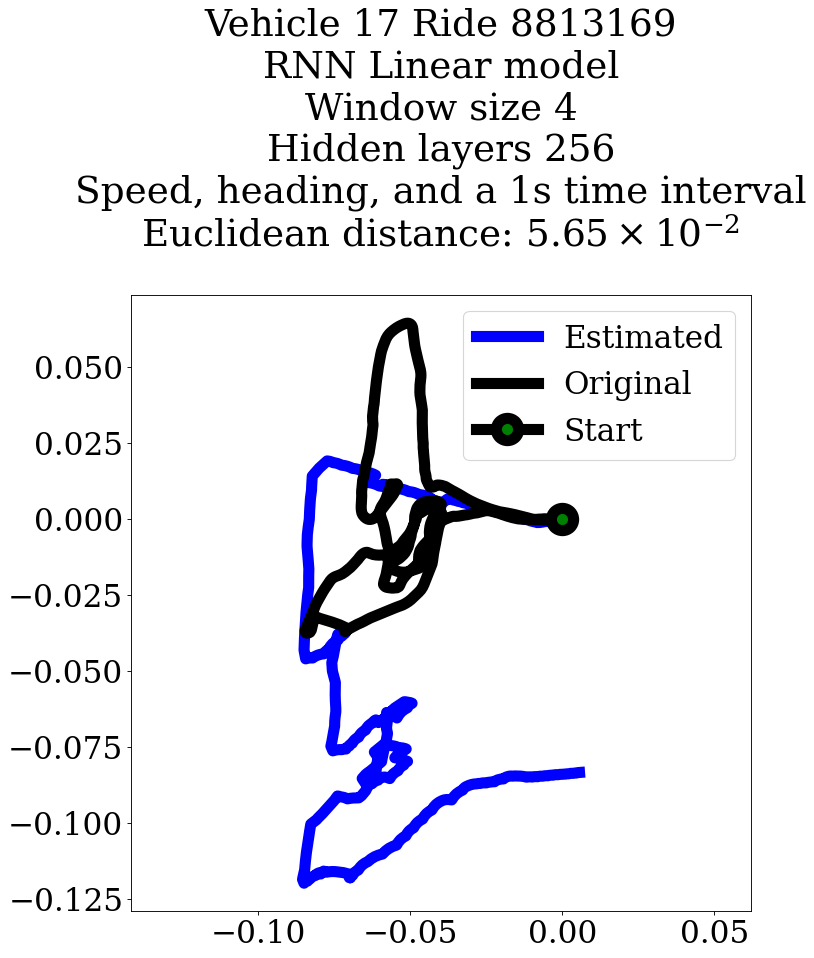 Vehicle 17 Ride 8813169
RNN Linear model
Window size 4
Hidden layers 256
Speed, heading, and a 1s time interval
Euclidean distance: 5.65 × 10⁻²
Estimated
Original
Start
0.050
0.025
0.000
−0.025
−0.050
−0.075
−0.100
−0.125
−0.10 −0.05 0.00 0.05